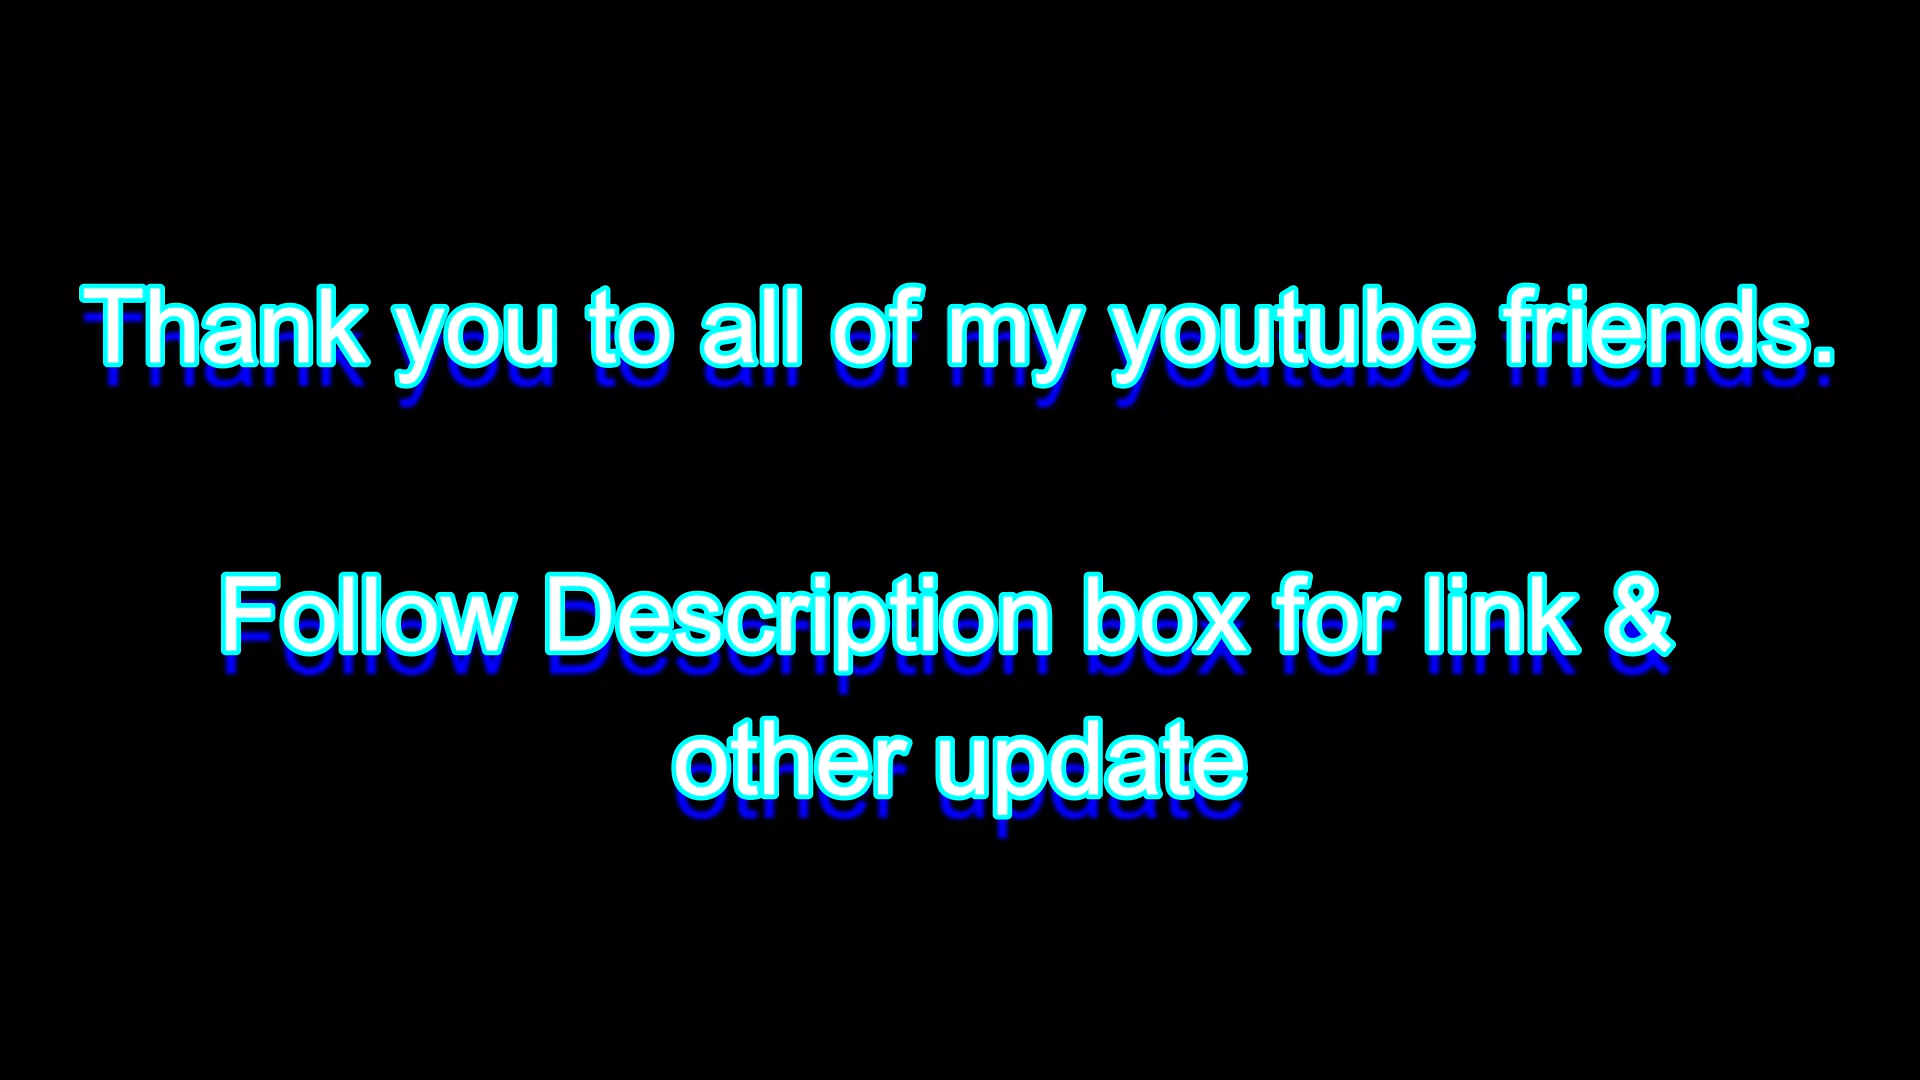 Thank you to all of my youtube friends.
Follow Description box for link &
other update